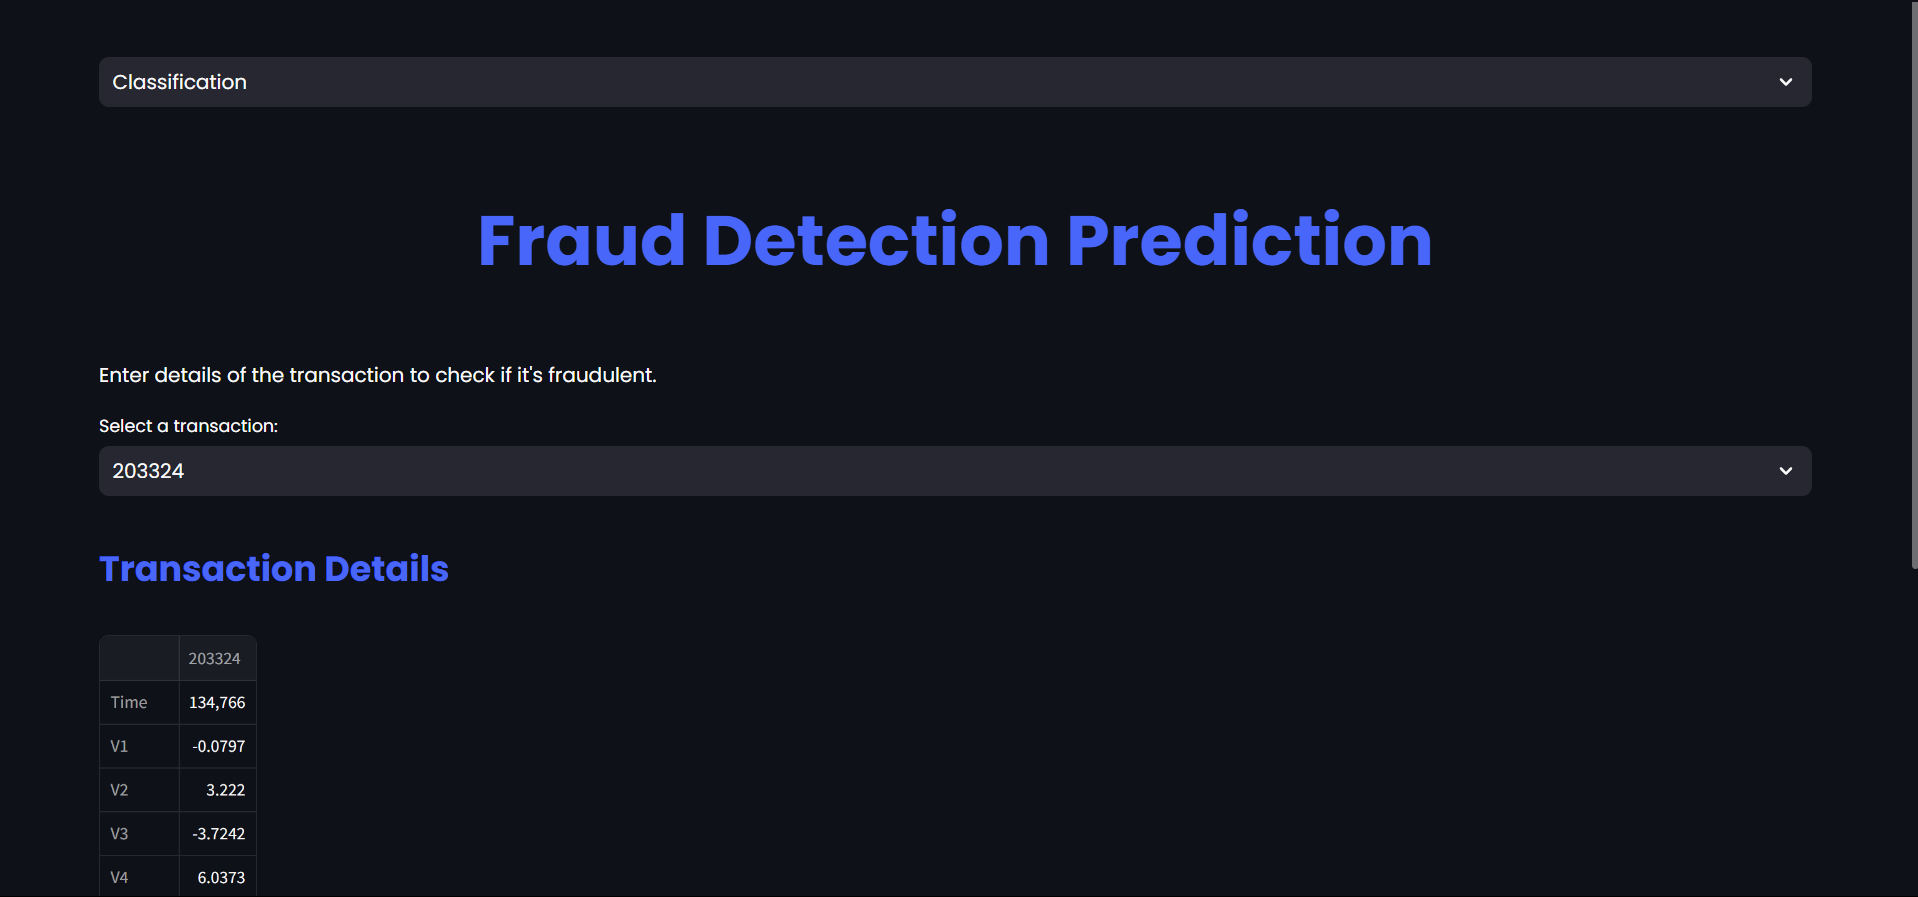 Classification
Fraud Detection Prediction
Enter details of the transaction to check if it's fraudulent.
Select a transaction:
203324
Transaction Details
203324
Time 134,766
V1 -0.0797
V2 3.222
V3 -3.7242
V4 6.0373